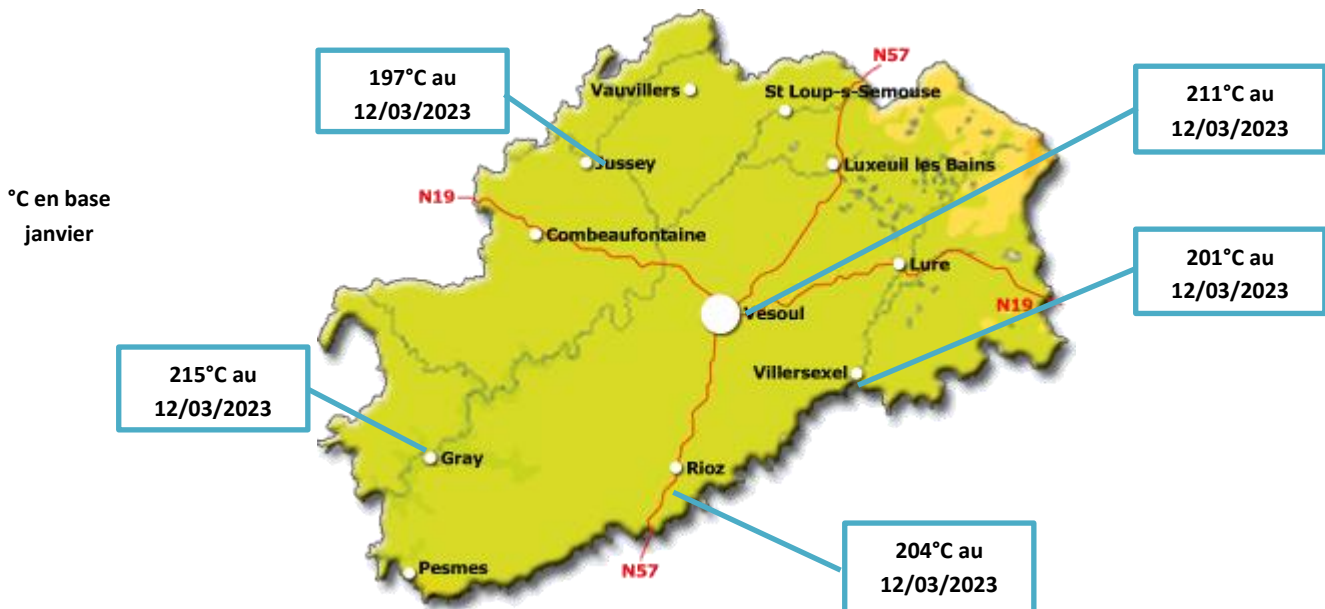 N57
197°C au
12/03/2023
Vauvillers
St Loup-s-Semouse
211°C au
12/03/2023
Jussey
Luxeuil les Bains
°C en base
janvier
N19
Combeaufontaine
Lure
201°C au
12/03/2023
N19
Vesoul
Villersexel
215°C au
12/03/2023
Gray
Rioz
204°C au
12/03/2023
Pesmes
N57